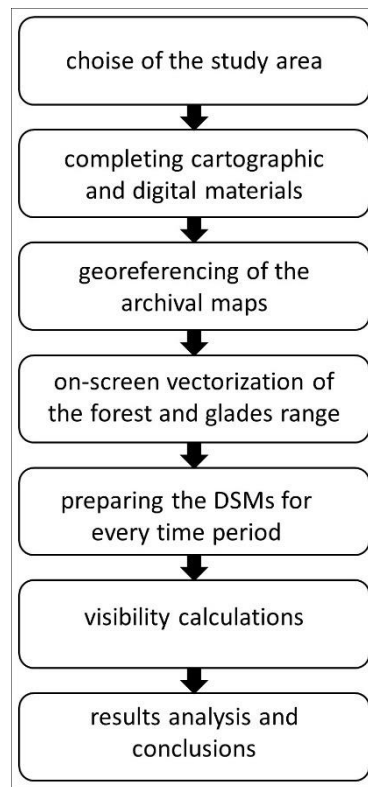 choise of the study area
completing cartographic
and digital materials
georeferencing of the
archival maps
on-screen vectorization of
the forest and glades range
preparing the DSMs for
every time period
visibility calculations
results analysis and
conclusions